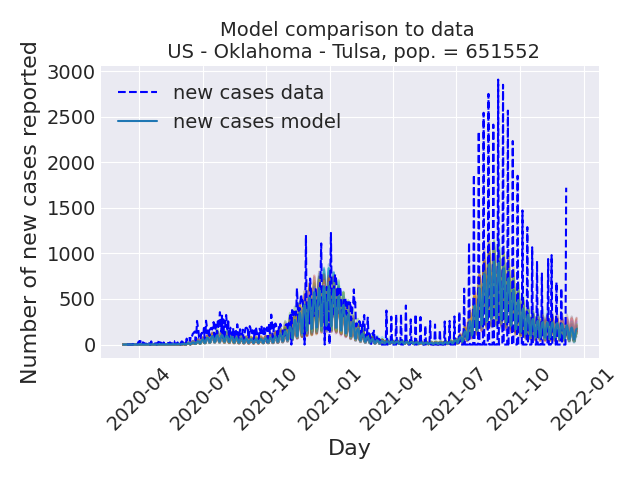 Model comparison to data
US - Oklahoma - Tulsa, pop. = 651552
Number of new cases reported
3000
2500
2000
1500
1000
500
0
new cases data
new cases model
2020-04
2020-07
2020-10
2021-01
2021-04
2021-07
2021-10
2022-01
Day